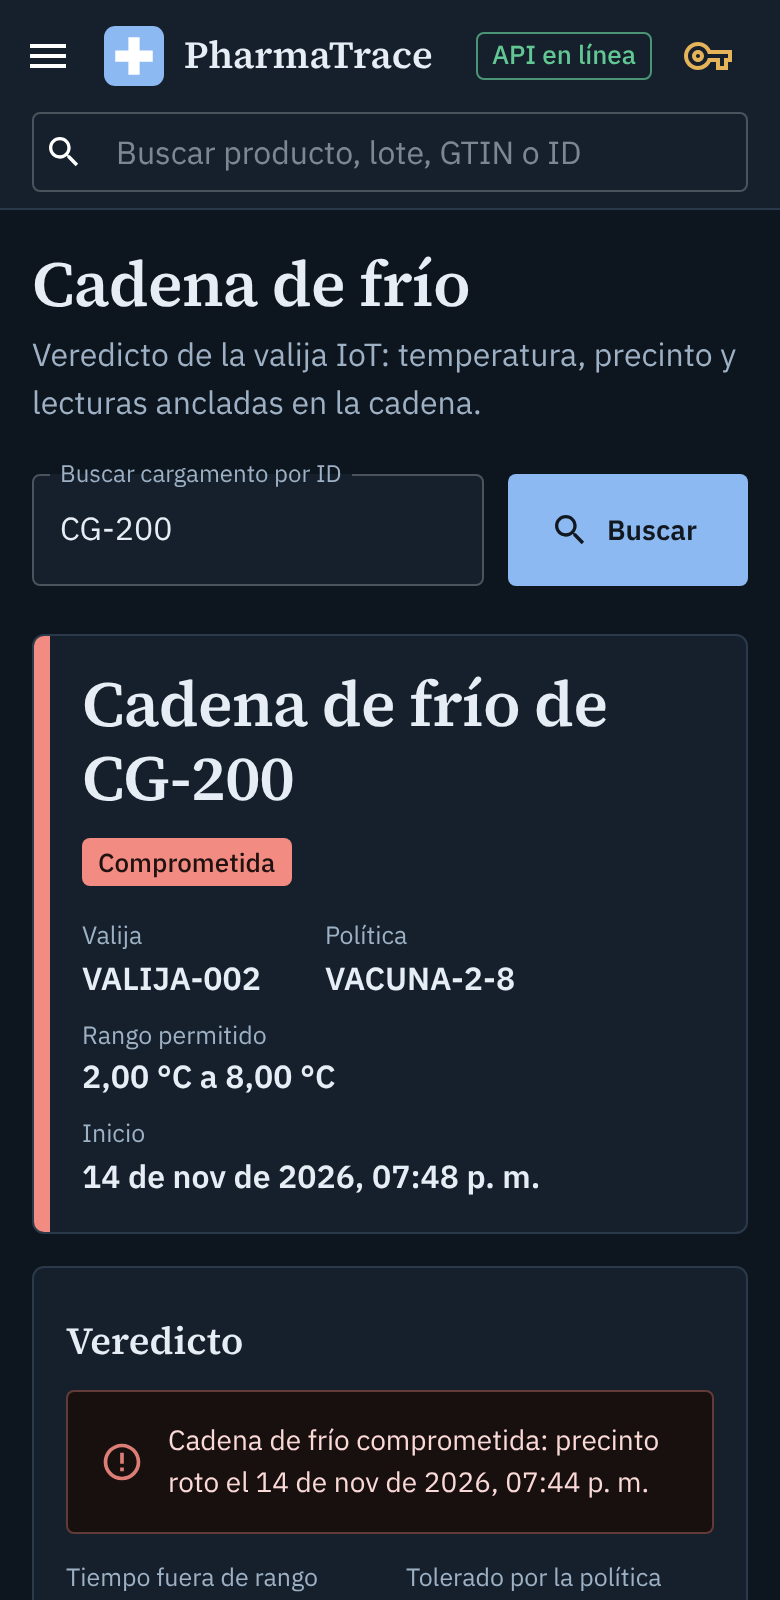 PharmaTrace
API en línea
Buscar producto, lote, GTIN o ID
Cadena de frío
Veredicto de la valija IoT: temperatura, precinto y
lecturas ancladas en la cadena.
Buscar cargamento por ID
CG-200
Buscar
Cadena de frío de
CG-200
Comprometida
Valija
Política
VALIJA-002
VACUNA-2-8
Rango permitido
2,00 °C a 8,00 °C
Inicio
14 de nov de 2026, 07:48 p. m.
Veredicto
Cadena de frío comprometida: precinto
roto el 14 de nov de 2026, 07:44 p. m.
Tiempo fuera de rango
Tolerado por la política